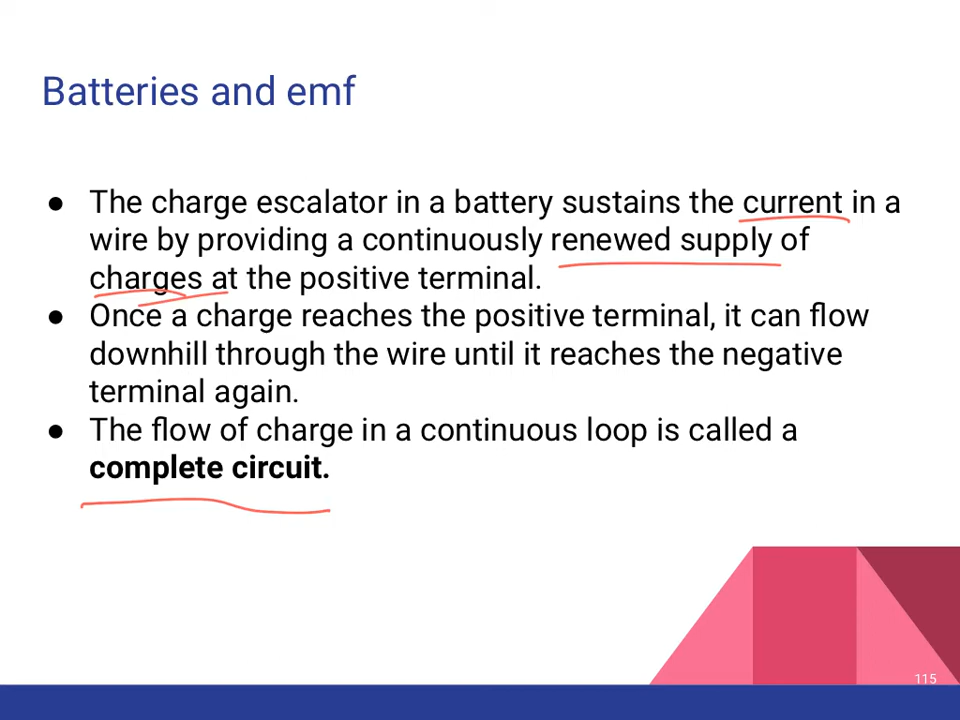 Batteries and emf
● The charge escalator in a battery sustains the current in a
wire by providing a continuously renewed supply of
charges at the positive terminal.
● Once a charge reaches the positive terminal, it can flow
downhill through the wire until it reaches the negative
terminal again.
● The flow of charge in a continuous loop is called a
complete circuit.
115